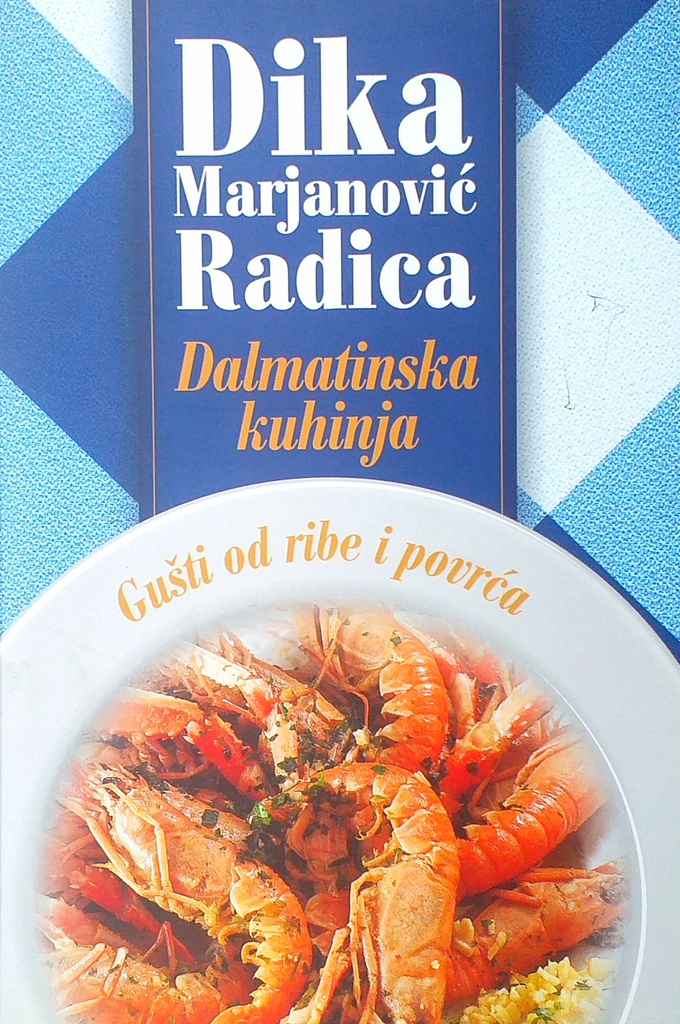 Dika
Marjanović
Radica
Dalmatinska
kuhinja
Gušti od ribe i povrća